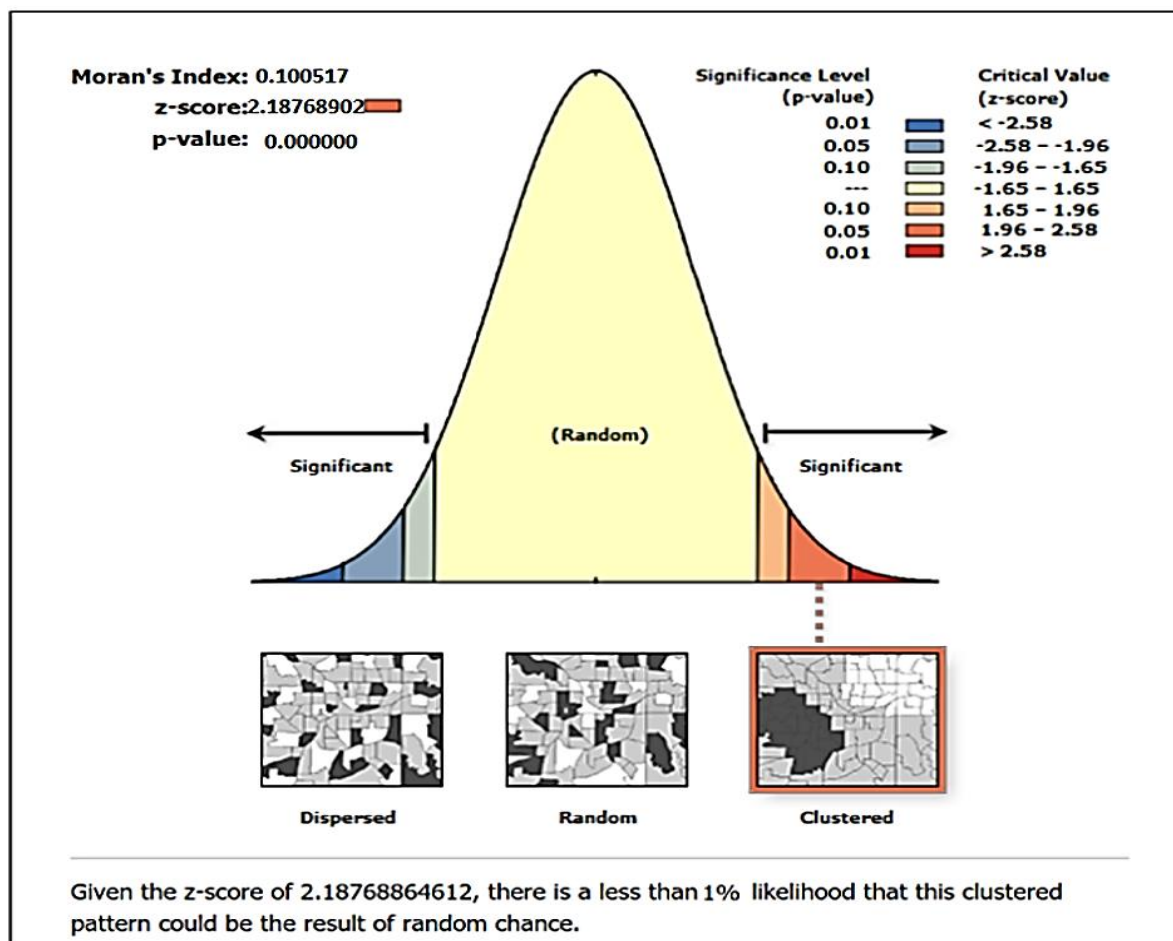 Moran's Index: 0.100517
z-score:2.18768902
p-value: 0.000000
Significance Level
(p-value)
Critical Value
(z-score)
0.01 < -2.58
0.05 -2.58 – -1.96
0.10 -1.96 – -1.65
--- -1.65 – 1.65
0.10 1.65 – 1.96
0.05 1.96 – 2.58
0.01 > 2.58
(Random)
Significant
Significant
Dispersed
Random
Clustered
Given the z-score of 2.18768864612, there is a less than 1% likelihood that this clustered
pattern could be the result of random chance.